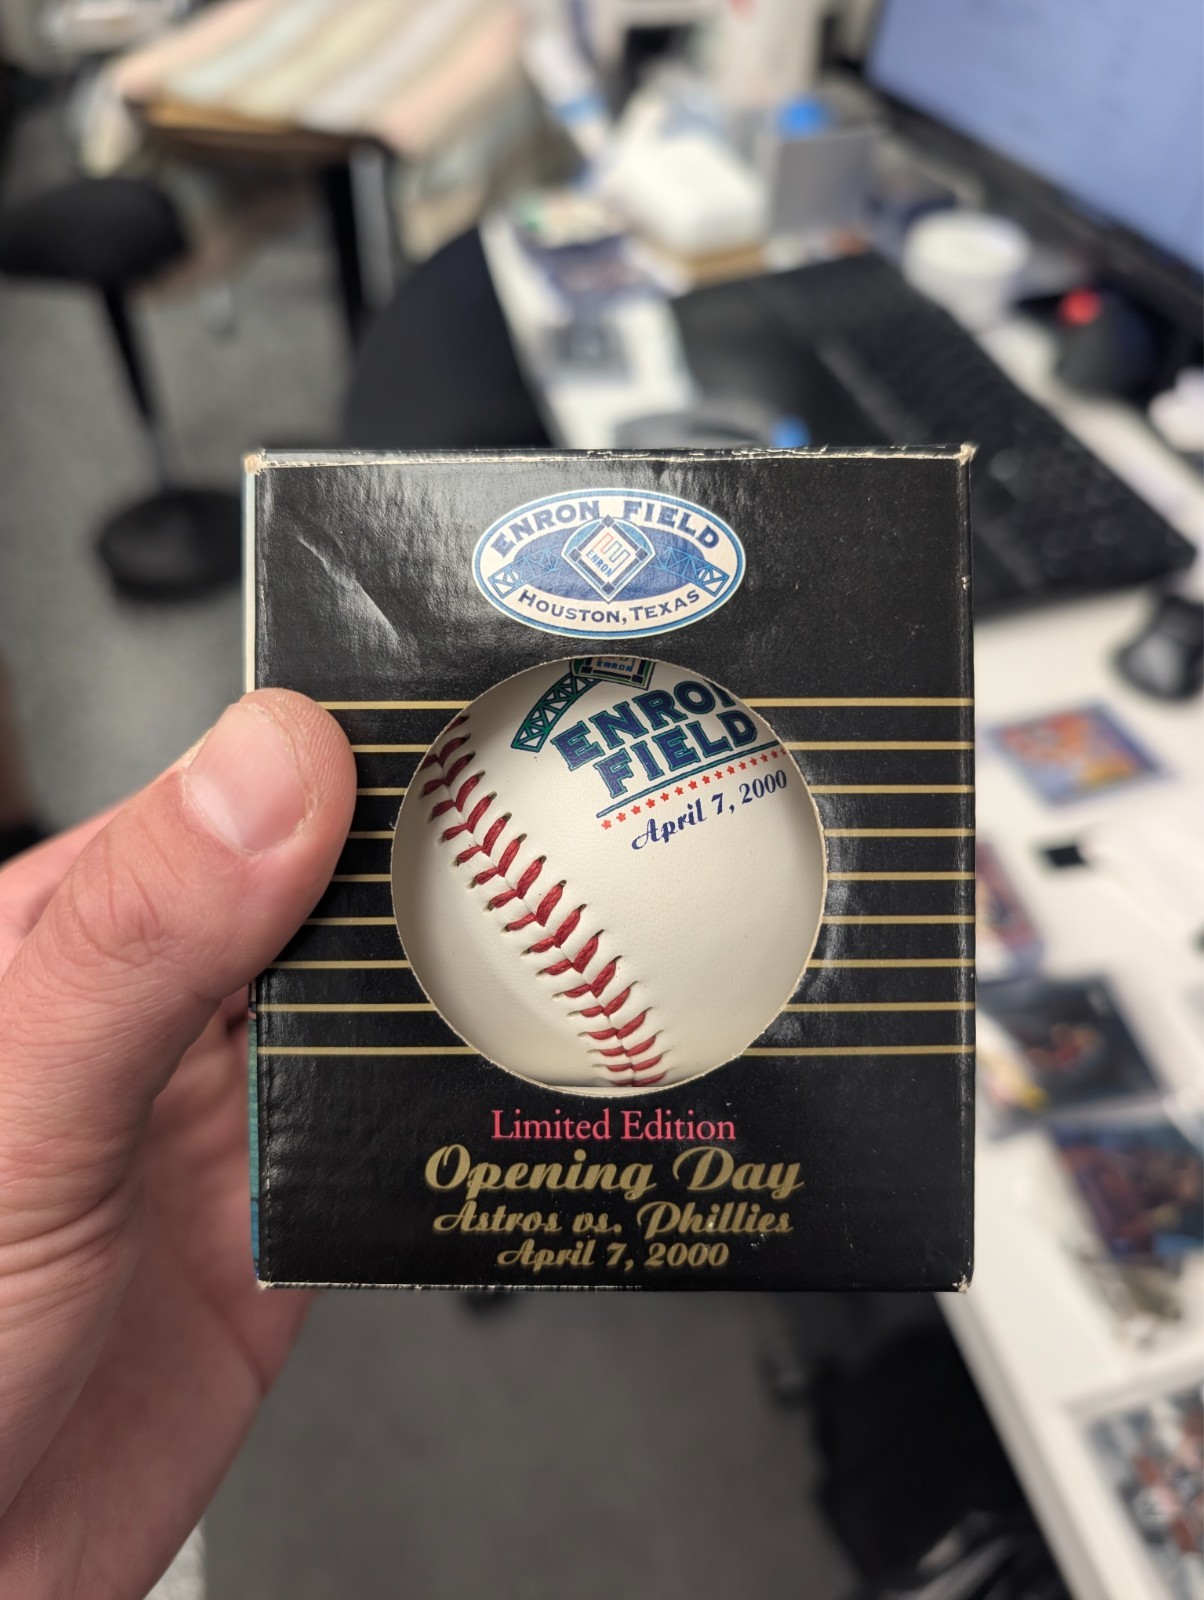 ENRON FIELD
ENRON
HOUSTON, TEXAS
ENRON
ENRO
FIELD
April 7, 2000
Limited Edition
Opening Day
Astros vs. Phillies
April 7, 2000